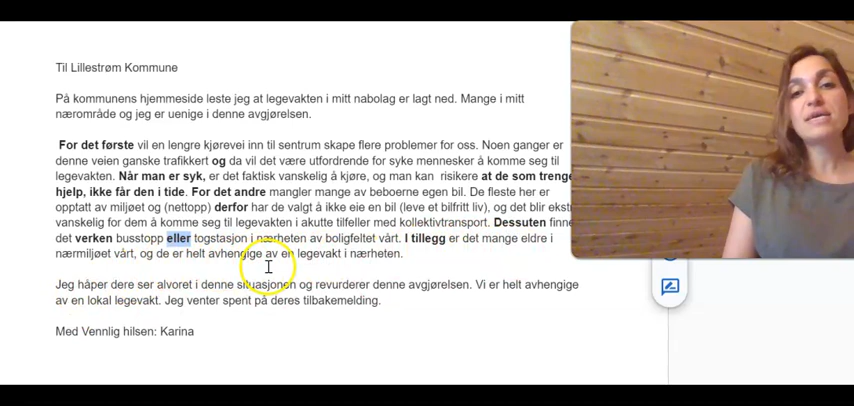 Til Lillestrøm Kommune
På kommunens hjemmeside leste jeg at legevakten i mitt nabolag er lagt ned. Mange i mitt
nærområde og jeg er uenige i denne avgjørelsen.
For det første vil en lengre kjørevei inn til sentrum skape flere problemer for oss. Noen ganger er
denne veien ganske trafikkert og da vil det være utfordrende for syke mennesker å komme seg til
legevakten. Når man er syk, er det faktisk vanskelig å kjøre, og man kan risikere at de som trenge
hjelp, ikke får den i tide. For det andre mangler mange av beboerne egen bil. De fleste her er
opptatt av miljøet og (nettopp) derfor har de valgt å ikke eie en bil (leve et bilfritt liv), og det blir ekst
vanskelig for dem å komme seg til legevakten i akutte tilfeller med kollektivtransport. Dessuten finne
det verken busstopp eller togstasjon i nærheten av boligfeltet vårt. I tillegg er det mange eldre i
nærmiljøet vårt, og de er helt avhengige av en legevakt i nærheten.
Jeg håper dere ser alvoret i denne situasjonen og revurderer denne avgjørelsen. Vi er helt avhengige
av en lokal legevakt. Jeg venter spent på deres tilbakemelding.
Med Vennlig hilsen: Karina